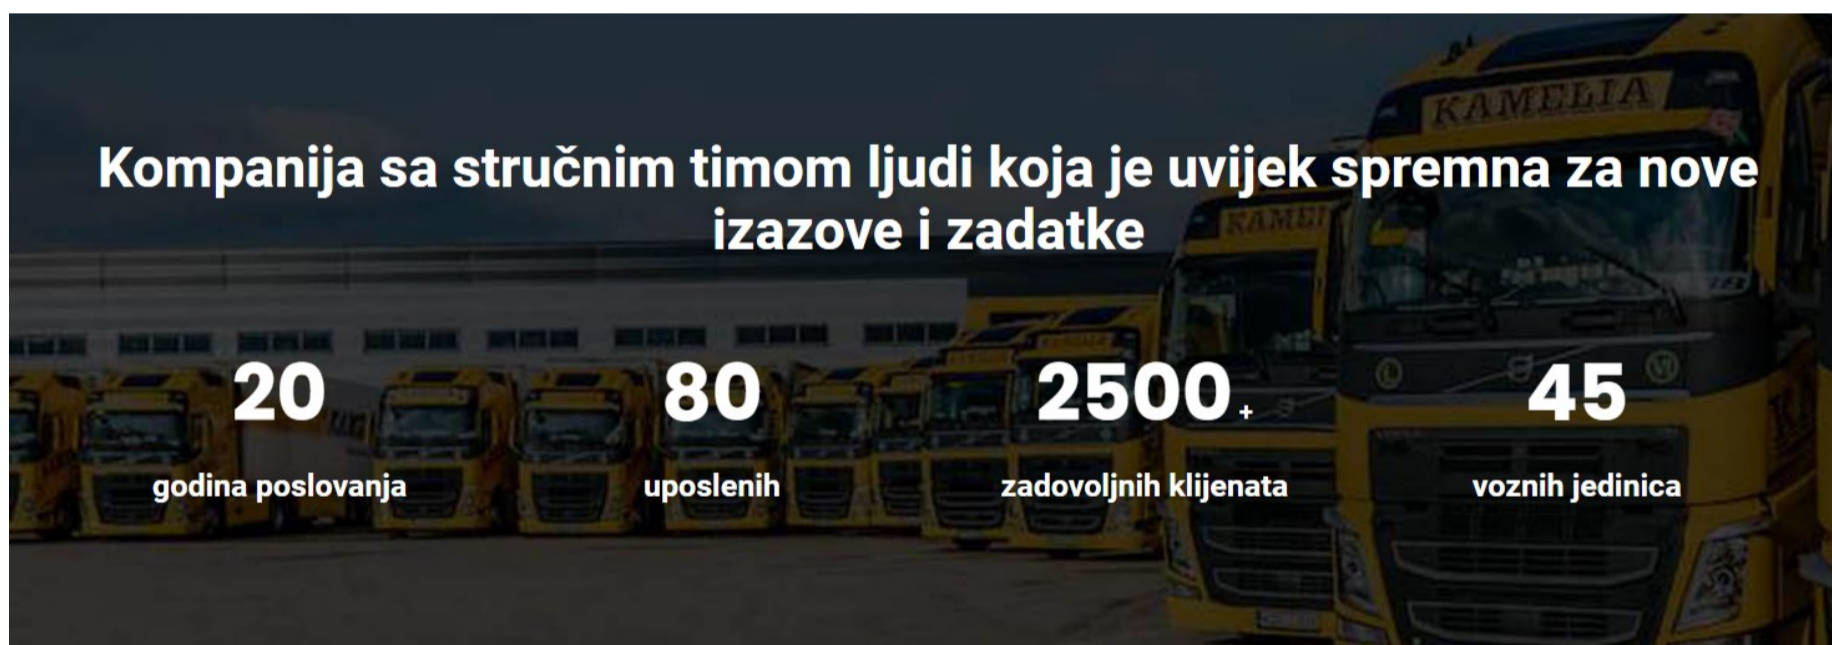 KAMELIA
Kompanija sa stručnim timom ljudi koja je uvijek spremna za nove
izazove i zadatke
20
80
2500+
45
godina poslovanja
uposlenih
zadovoljnih klijenata
voznih jedinica